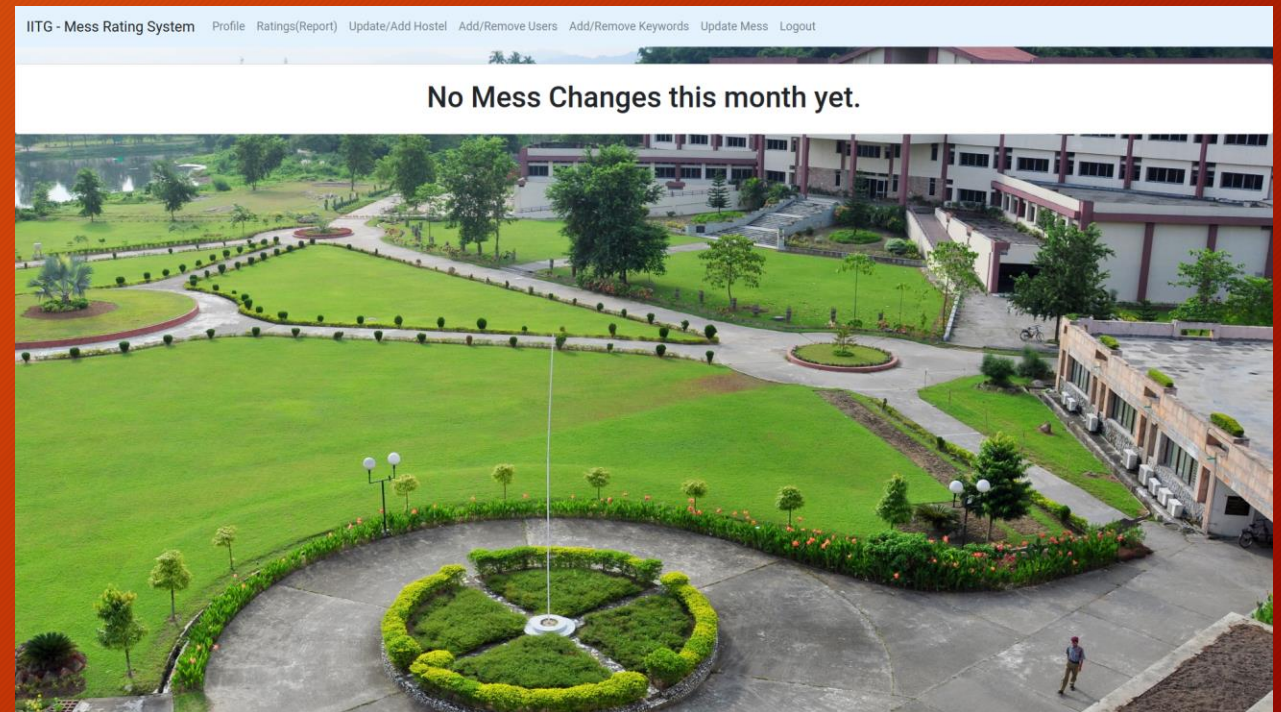 IITG - Mess Rating System Profile Ratings(Report) Update/Add Hostel Add/Remove Users Add/Remove Keywords Update Mess Logout
No Mess Changes this month yet.